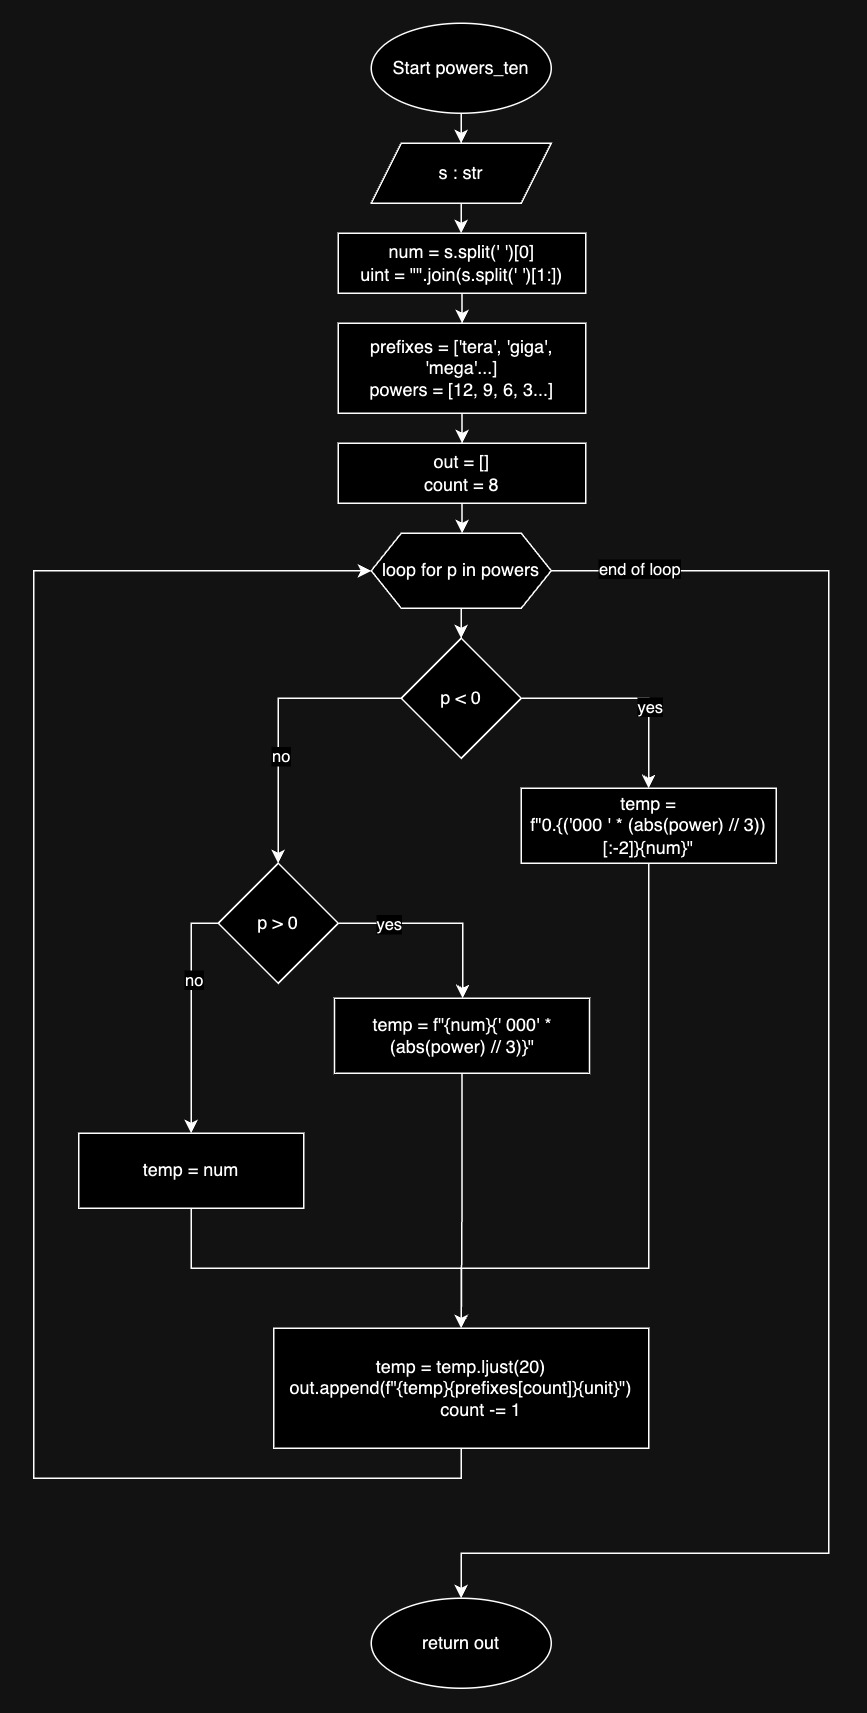 Start powers_ten
s : str
num = s.split(' ')[0]
uint = "".join(s.split(' ')[1:])
prefixes = ['tera', 'giga',
'mega'...]
powers = [12, 9, 6, 3...]
out = []
count = 8
loop for p in powers
end of loop
p < 0
yes
no
temp =
f"0.{('000 ' * (abs(power) // 3))
[:-2]}{num}"
p > 0
yes
no
temp = f"{num}{' 000' *
(abs(power) // 3)}"
temp = num
temp = temp.ljust(20)
out.append(f"{temp}{prefixes[count]}{unit}")
count -= 1
return out